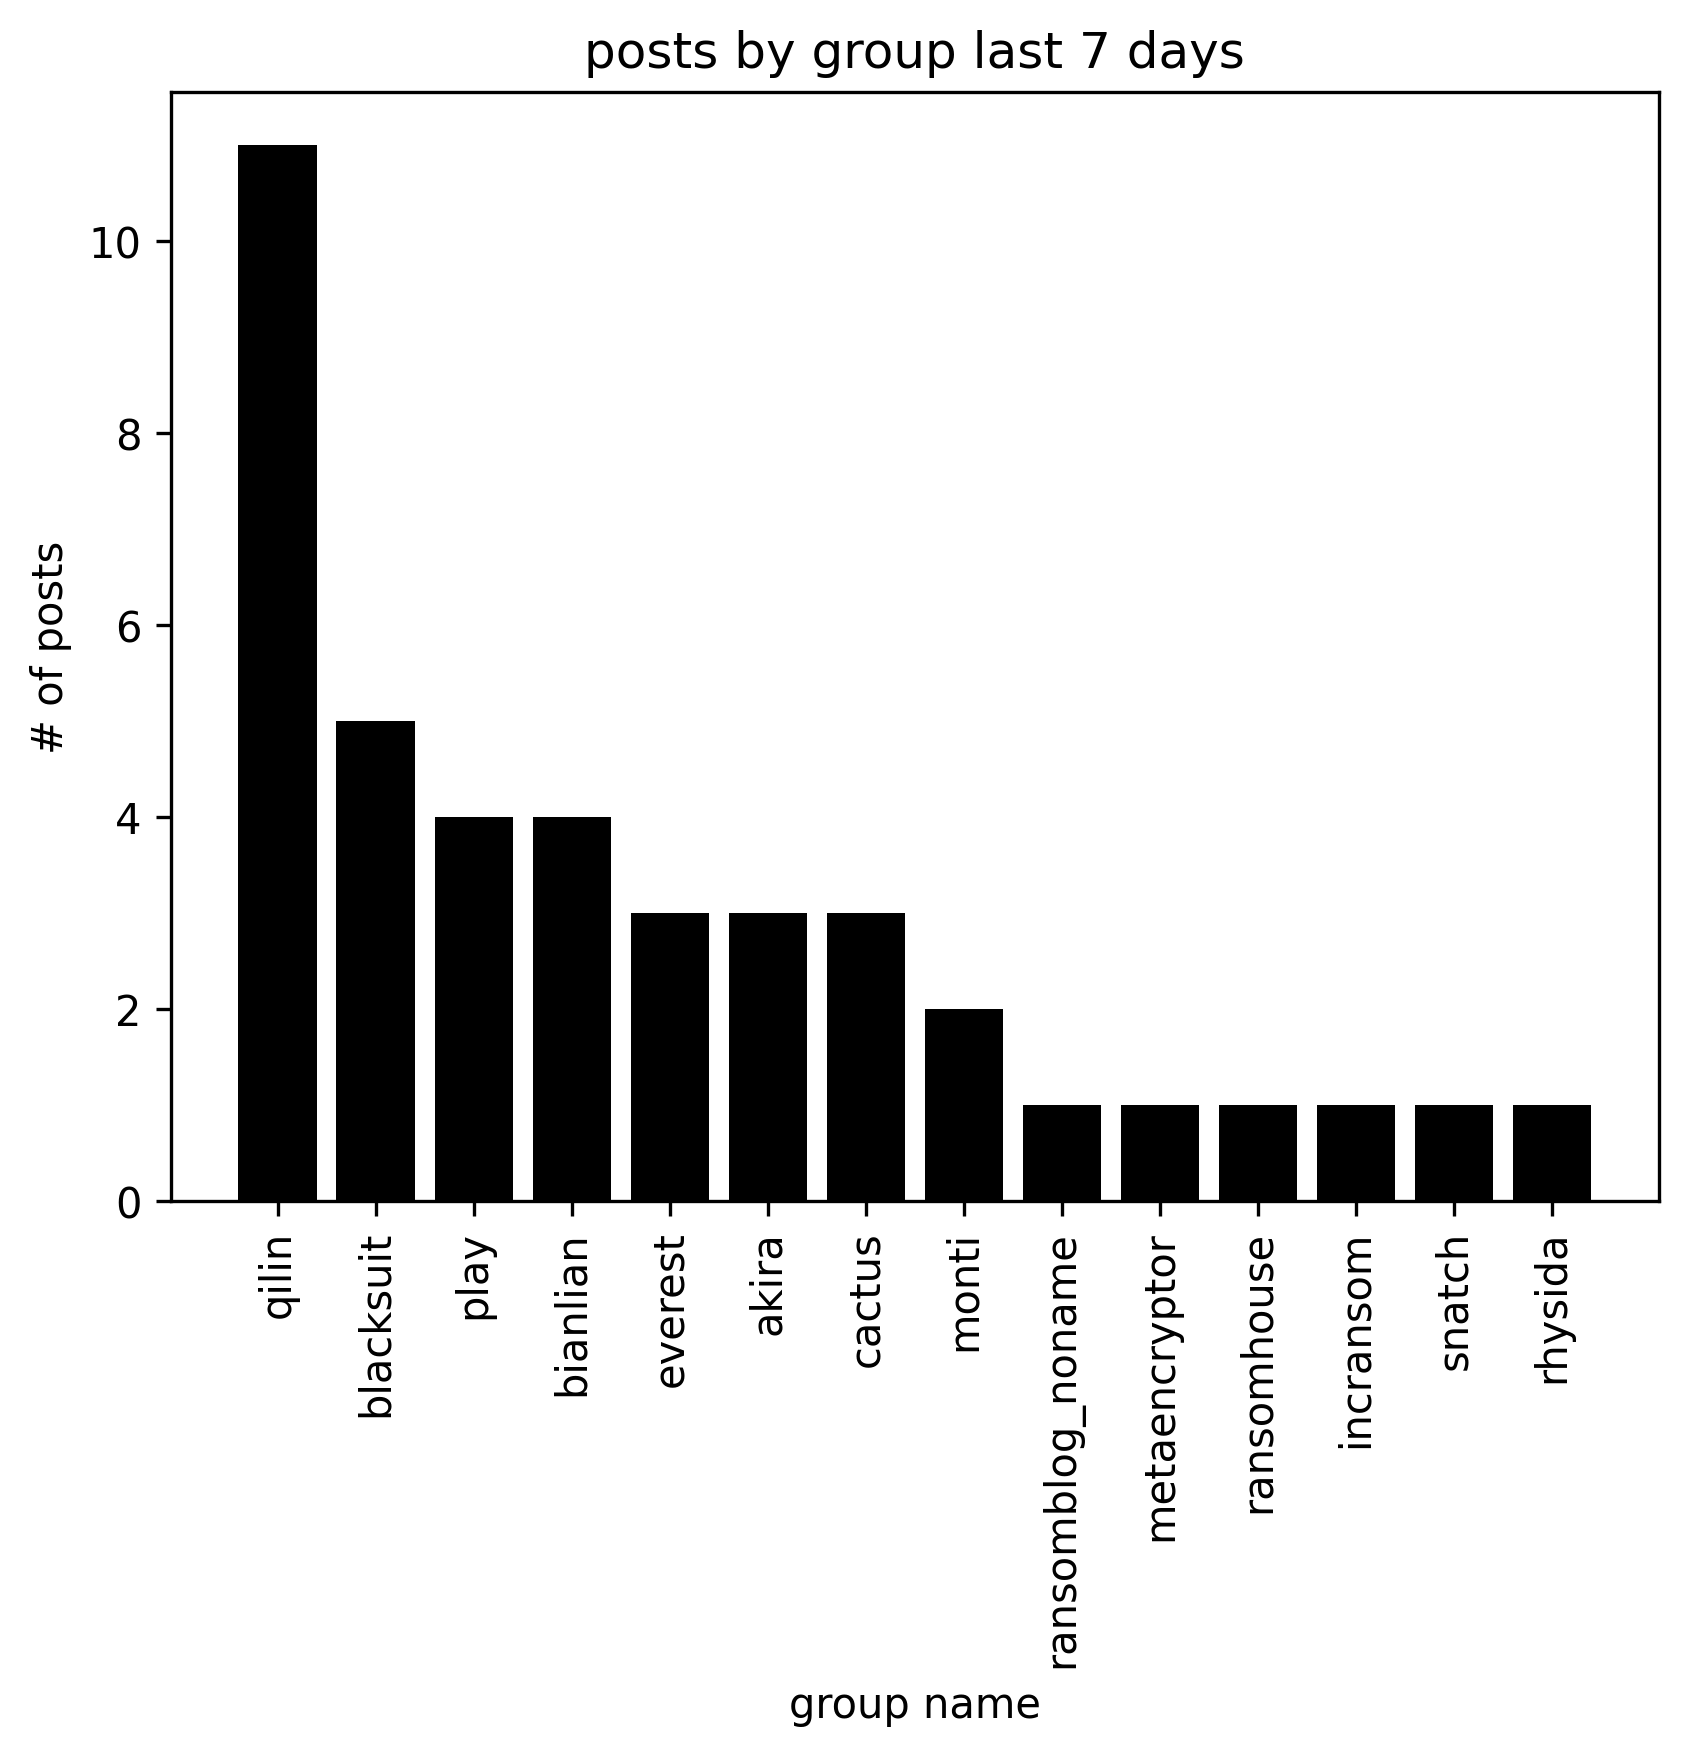 posts by group last 7 days
# of posts
10
8
6
4
2
0
qilin
blacksuit
play
bianlian
everest
akira
cactus
monti
ransomblog_noname
metaencryptor
ransomhouse
incransom
snatch
rhysida
group name